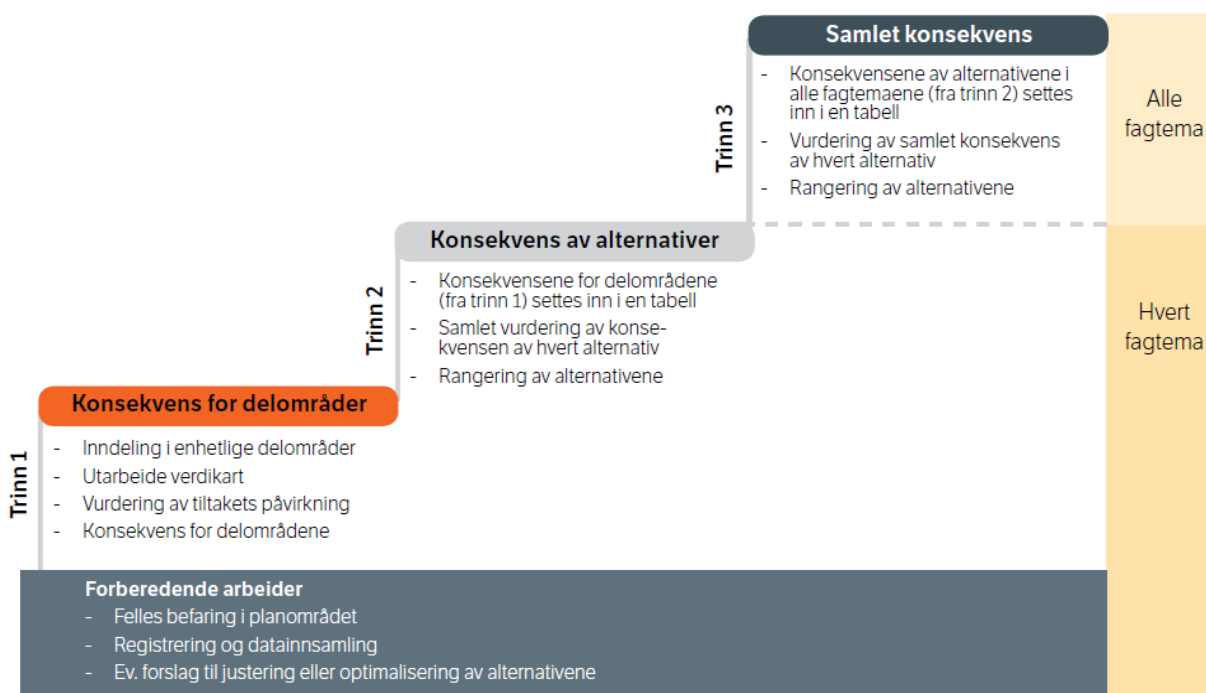 Samlet konsekvens
- Konsekvensene av alternativene i
alle fagtemaene (fra trinn 2) settes
inn i en tabell
- Vurdering av samlet konsekvens
av hvert alternativ
- Rangering av alternativene
Trinn 3
Alle
fagtema
Konsekvens av alternativer
- Konsekvensene for delområdene
(fra trinn 1) settes inn i en tabell
- Samlet vurdering av konse-
kvensen av hvert alternativ
- Rangering av alternativene
Trinn 2
Hvert
fagtema
Konsekvens for delområder
- Inndeling i enhetlige delområder
- Utarbeide verdikart
- Vurdering av tiltakets påvirkning
- Konsekvens for delområdene
Trinn 1
Forberedende arbeider
- Felles befaring i planområdet
- Registrering og datainnsamling
- Ev. forslag til justering eller optimalisering av alternativene